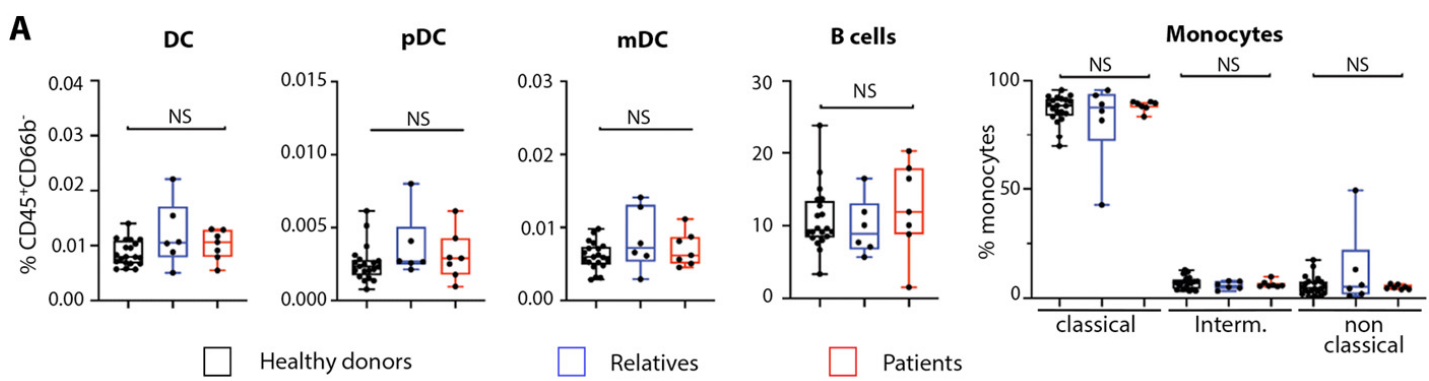 A
DC
pDC
mDC
B cells
Monocytes
% CD45⁺CD66b⁻
0.04
0.03
0.02
0.01
0.00
NS
0.015
0.010
0.005
0.000
NS
0.03
0.02
0.01
0.00
NS
30
20
10
0
NS
% monocytes
100
50
0
NS
NS
NS
classical
Interm.
non
classical
Healthy donors
Relatives
Patients